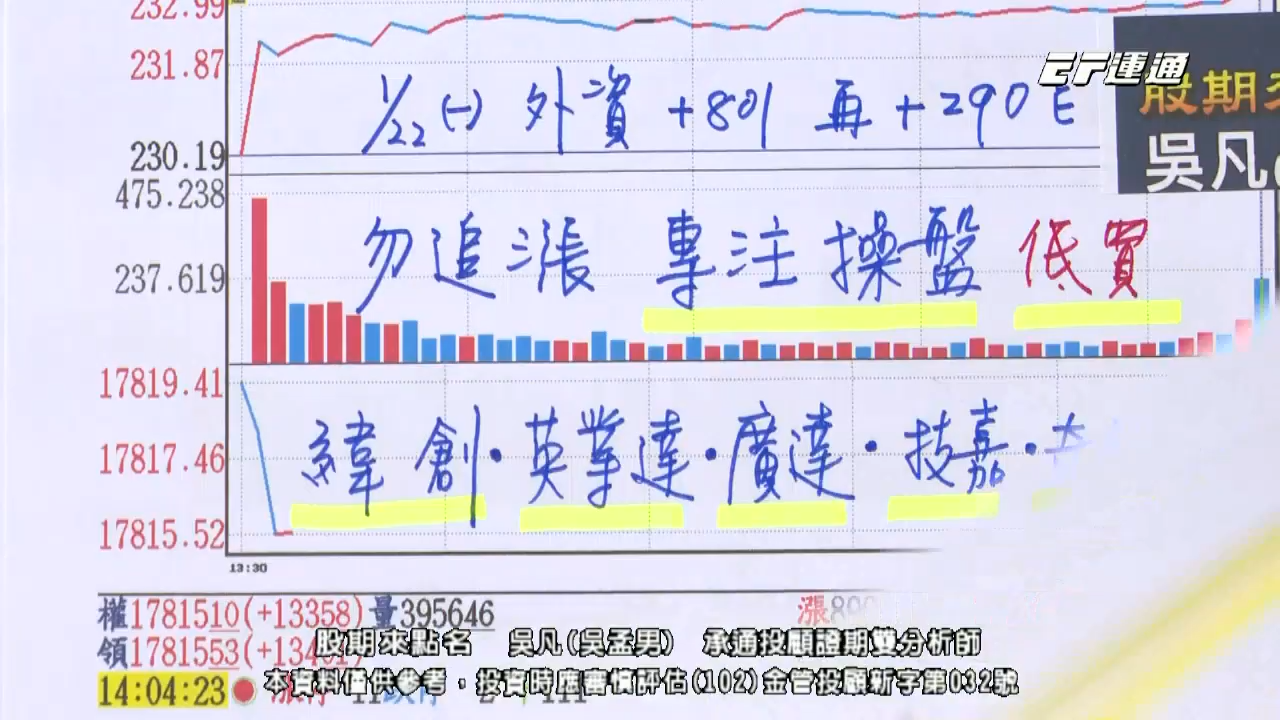 232.99
231.87
230.19
475.238
237.619
17819.41
17817.46
17815.52
13:30
EF運通
股期
吳凡
1/22 (一) 外資 +801 再 +290E
勿追漲 專注操盤 低買
緯創·英業達·廣達·技嘉·
權1781510(+13358)量395646
漲
領1781553(+13
14:04:23
股期來點名 吳凡(吳孟男) 承通投顧證期雙分析師
本資料僅供參考,投資時應審慎評估(102)金管投顧新字第032號